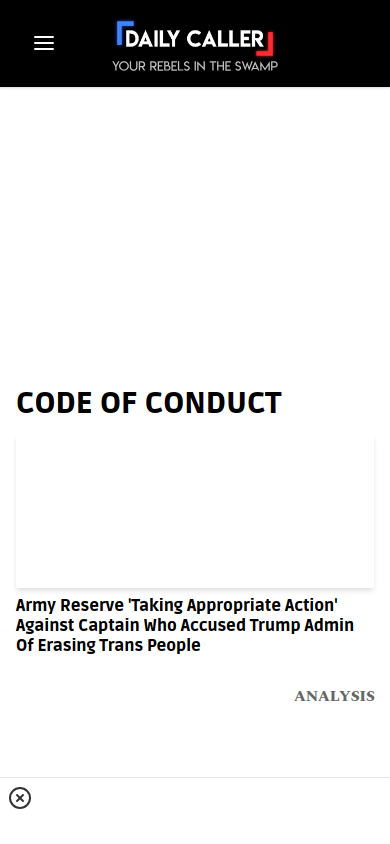 DAILY CALLER
YOUR REBELS IN THE SWAMP
CODE OF CONDUCT
Army Reserve 'Taking Appropriate Action'
Against Captain Who Accused Trump Admin
Of Erasing Trans People
ANALYSIS